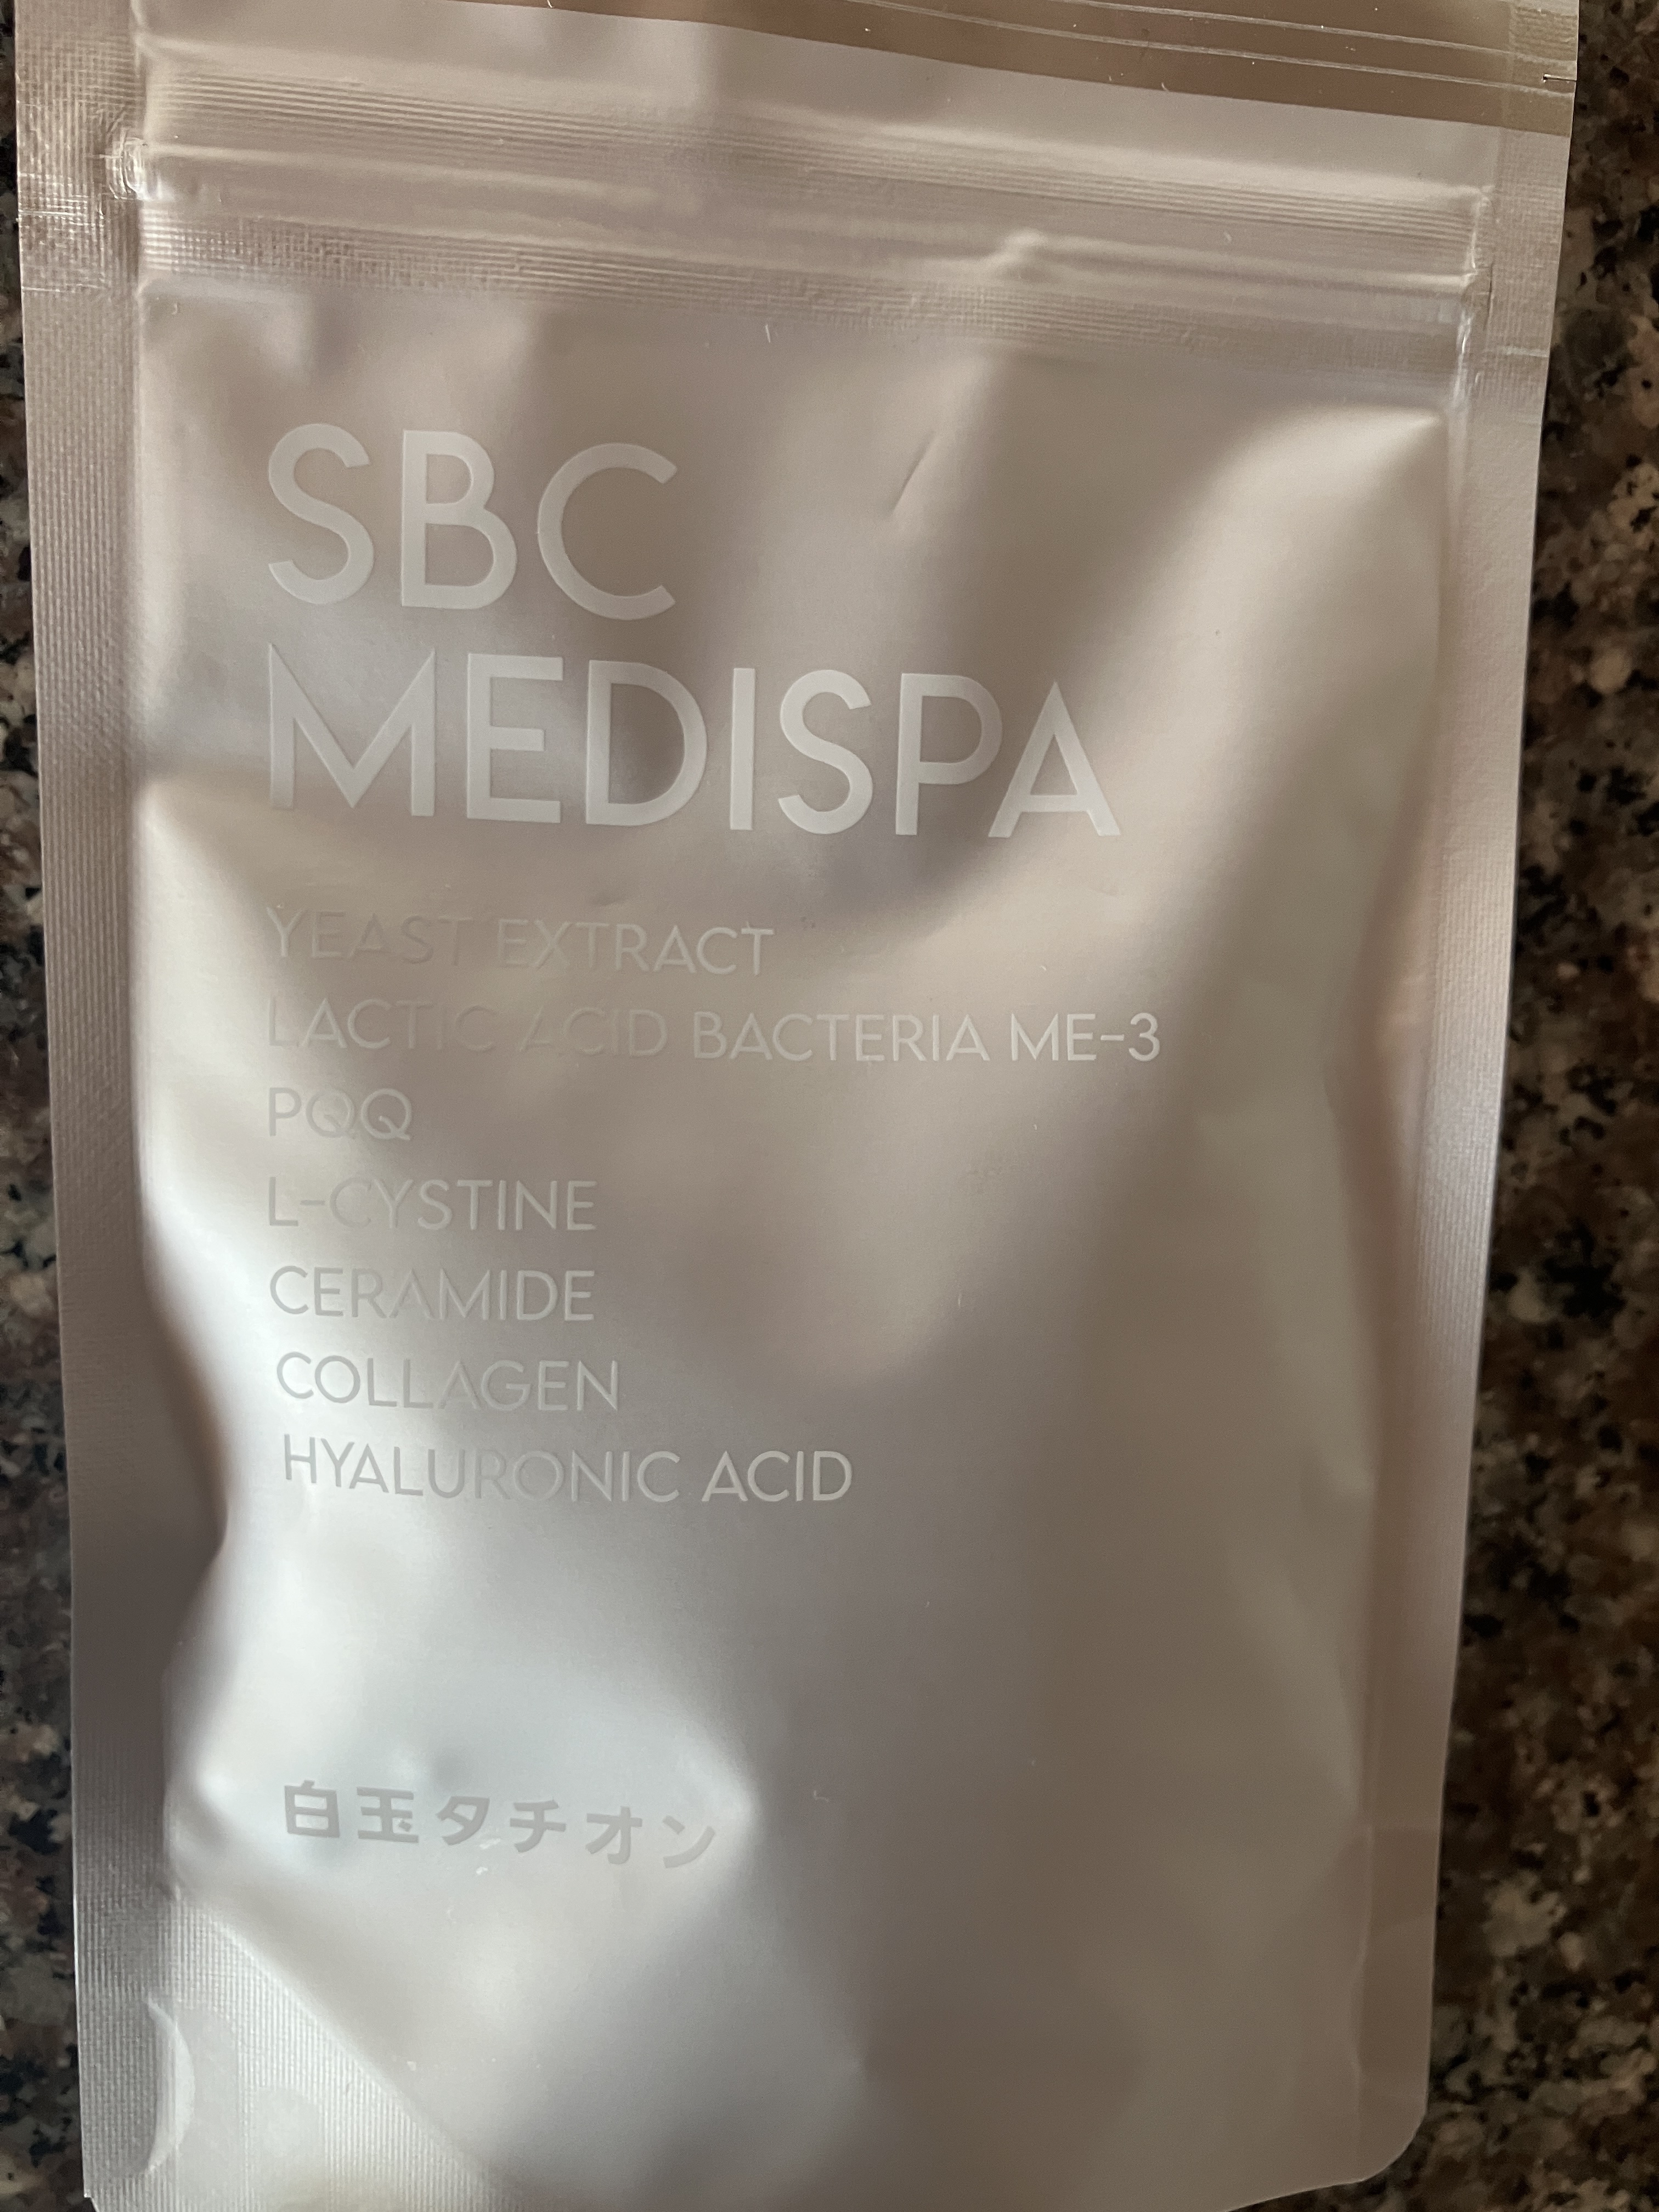 SBC
MEDISPA
YEAST EXTRACT
LACTIC ACID BACTERIA ME-3
PQQ
L-CYSTINE
CERAMIDE
COLLAGEN
HYALURONIC ACID
白玉タチオン